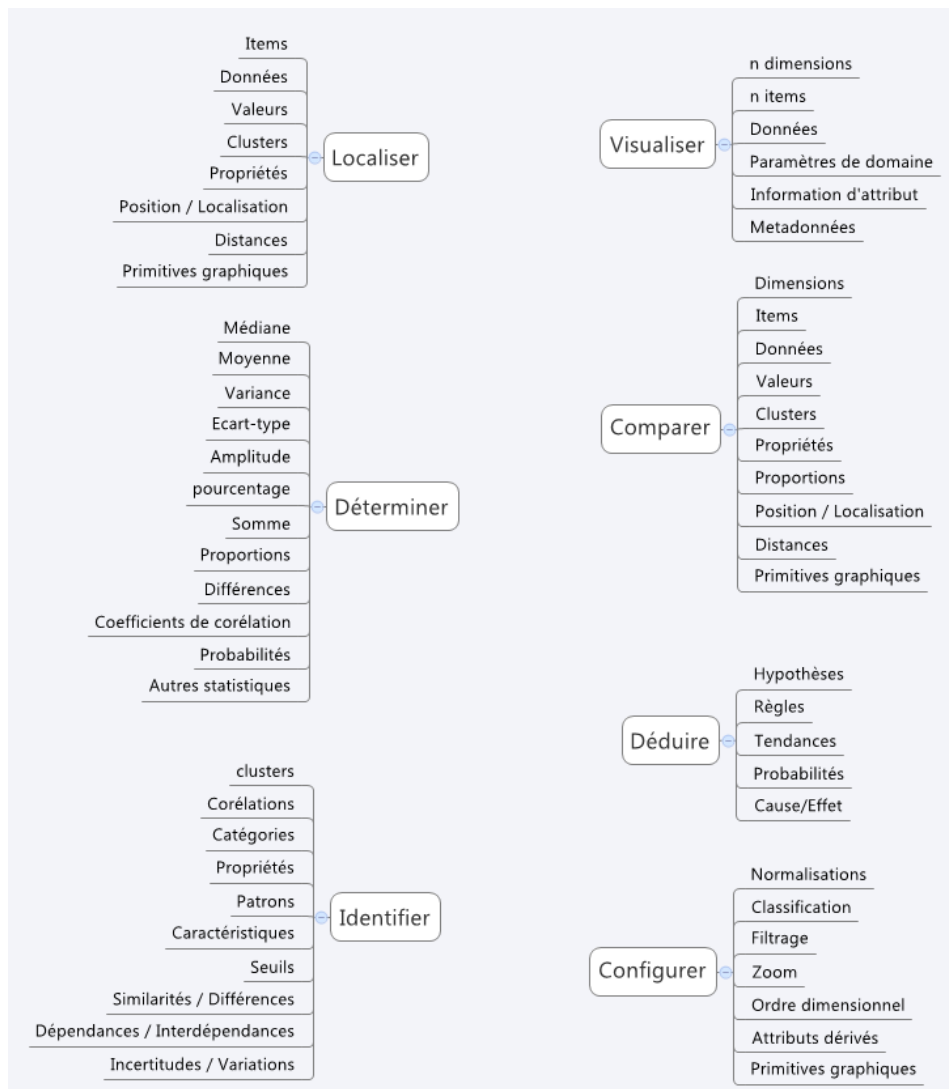 Items
Données
Valeurs
Clusters
Propriétés
Position / Localisation
Distances
Primitives graphiques
Localiser
Médiane
Moyenne
Variance
Ecart-type
Amplitude
pourcentage
Somme
Proportions
Différences
Coefficients de corélation
Probabilités
Autres statistiques
Déterminer
clusters
Corélations
Catégories
Propriétés
Patrons
Caractéristiques
Seuils
Similarités / Différences
Dépendances / Interdépendances
Incertitudes / Variations
Identifier
Visualiser
n dimensions
n items
Données
Paramètres de domaine
Information d'attribut
Metadonnées
Comparer
Dimensions
Items
Données
Valeurs
Clusters
Propriétés
Proportions
Position / Localisation
Distances
Primitives graphiques
Déduire
Hypothèses
Règles
Tendances
Probabilités
Cause/Effet
Configurer
Normalisations
Classification
Filtrage
Zoom
Ordre dimensionnel
Attributs dérivés
Primitives graphiques